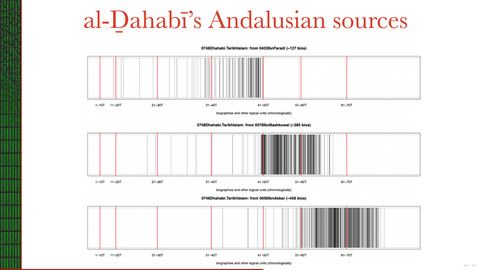 al-Ḏahabī's Andalusian sources
0748Dhahabi.TarikhIslam: from 0403IbnFaradi (~127 bios)
1–10T 11–20T 21–30T 31–40T 41–50T 51–60T 61–70T
biographies and other logical units (chronologically)
0748Dhahabi.TarikhIslam: from 0578IbnBashkuwal (~385 bios)
1–10T 11–20T 21–30T 31–40T 41–50T 51–60T 61–70T
biographies and other logical units (chronologically)
0748Dhahabi.TarikhIslam: from 0658IbnAbbar (~458 bios)
1–10T 11–20T 21–30T 31–40T 41–50T 51–60T 61–70T
biographies and other logical units (chronologically)